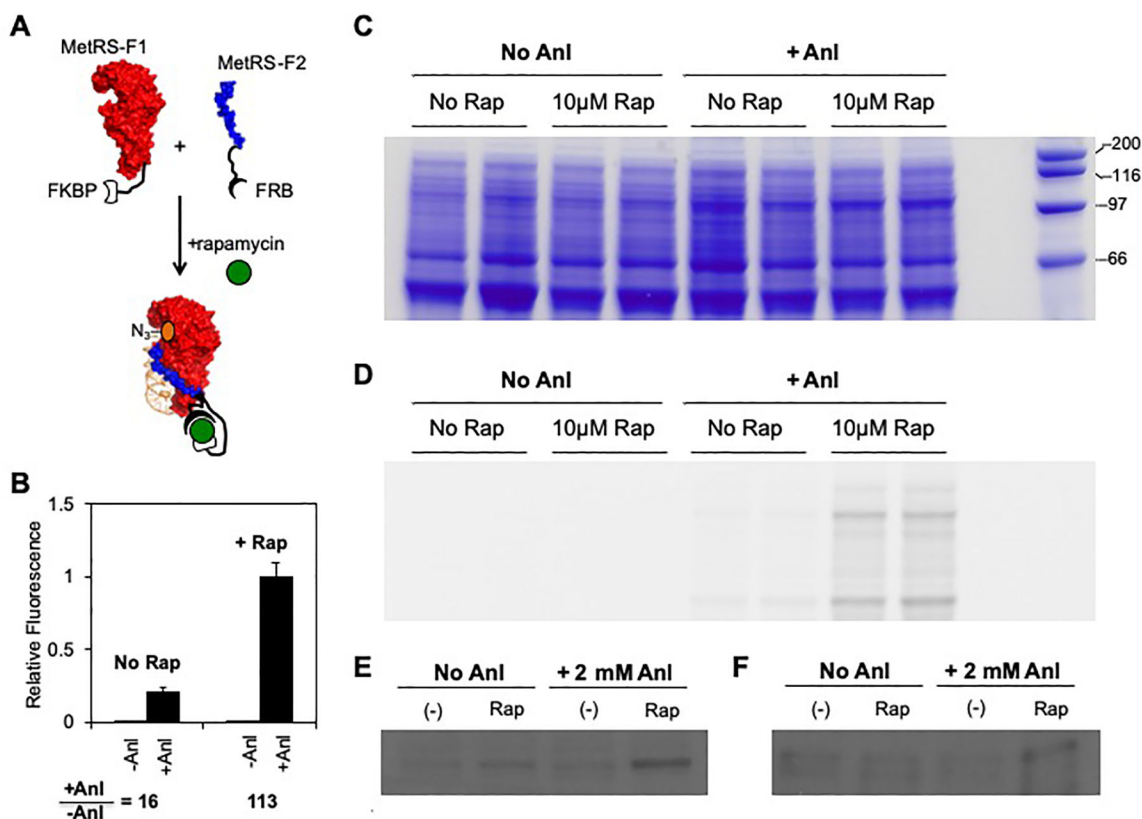 A
MetRS-F1
MetRS-F2
+
FKBP
FRB
+rapamycin
N3
B
Relative Fluorescence
1.5
1
0.5
0
No Rap
+ Rap
-Anl
+Anl
-Anl
+Anl
+Anl
-Anl
= 16
113
C
No Anl
+ Anl
No Rap
10µM Rap
No Rap
10µM Rap
200
116
97
66
D
No Anl
+ Anl
No Rap
10µM Rap
No Rap
10µM Rap
E
No Anl
+ 2 mM Anl
(-)
Rap
(-)
Rap
F
No Anl
+ 2 mM Anl
(-)
Rap
(-)
Rap